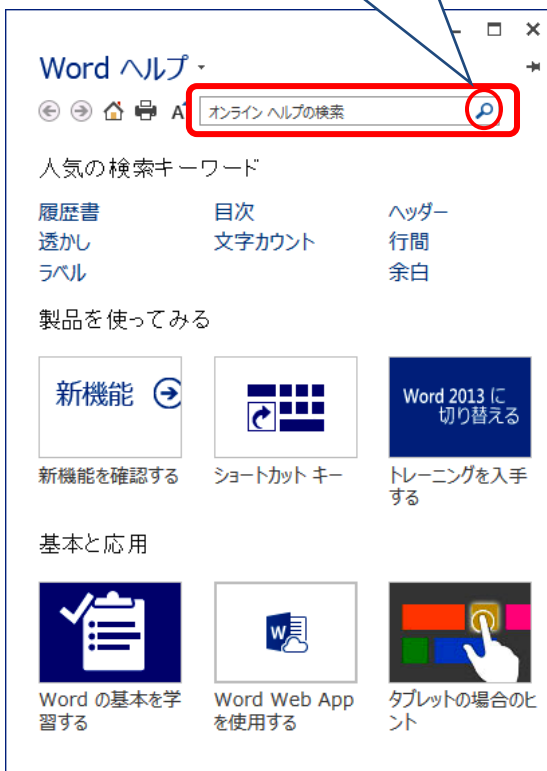 Word ヘルプ
A
オンライン ヘルプの検索
人気の検索キーワード
履歴書 目次 ヘッダー
透かし 文字カウント 行間
ラベル 余白
製品を使ってみる
新機能
Word 2013 に
切り替える
新機能を確認する ショートカット キー トレーニングを入手
する
基本と応用
W
Word の基本を学 Word Web App タブレットの場合のヒ
習する を使用する ント